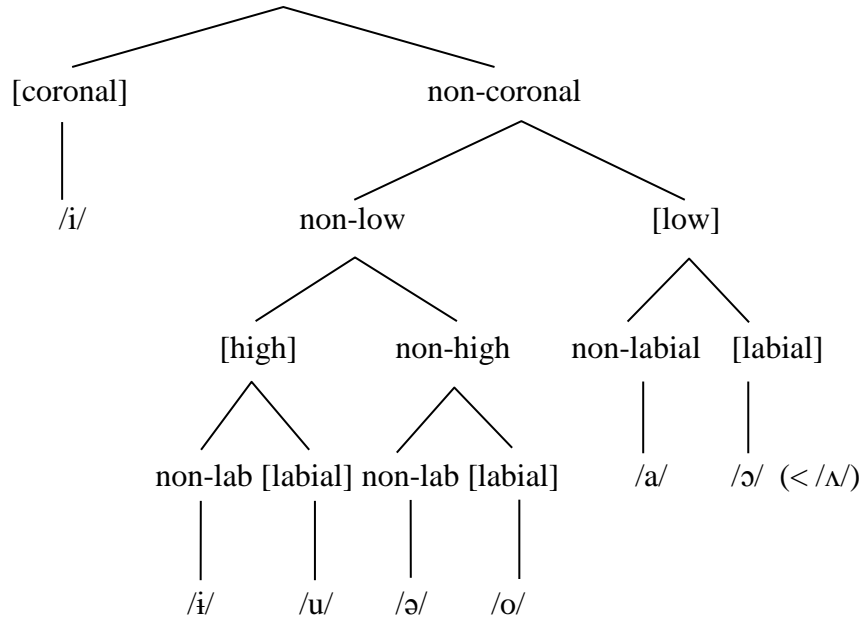 [coronal] non-coronal
/i/ non-low [low]
[high] non-high non-labial [labial]
non-lab [labial] non-lab [labial] /a/ /ɔ/ (< /ʌ/)
/ɨ/ /u/ /ə/ /o/